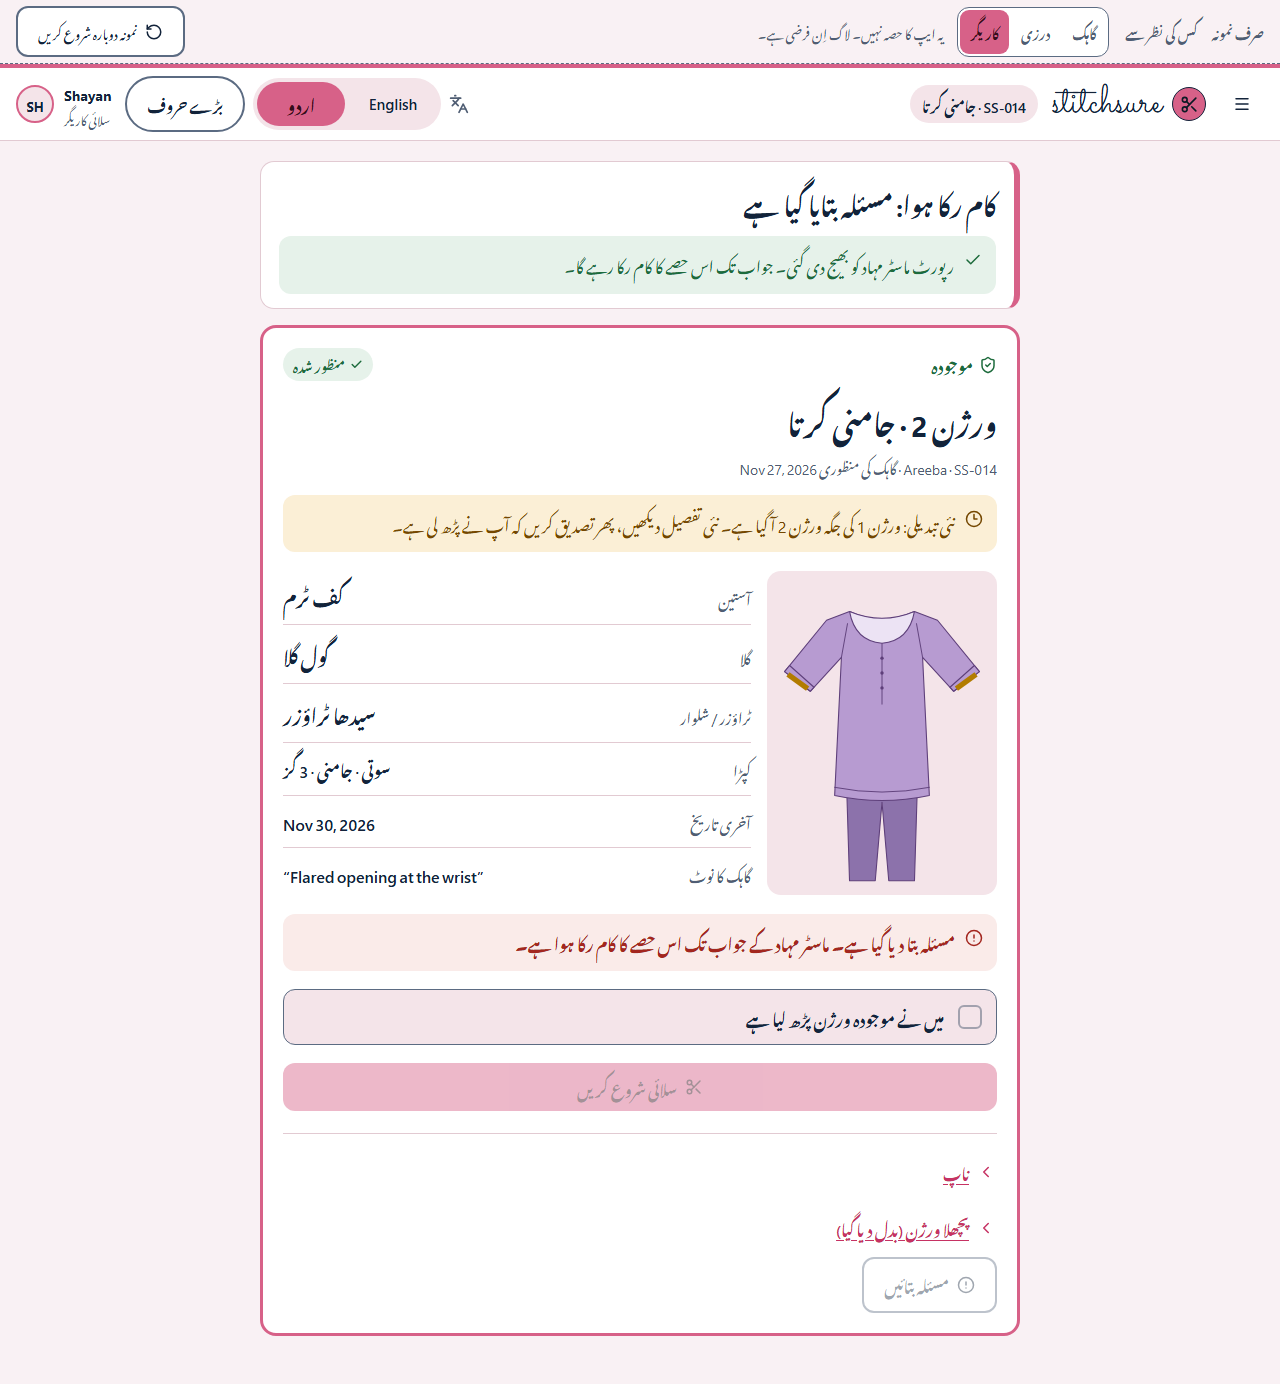 صرف نمونہ کس کی نظر سے گاہک درزی کاریگر یہ ایپ کا حصہ نہیں۔ لاگ اِن فرضی ہے۔ نمونہ دوبارہ شروع کریں
stitchsure SS-014 · جامنی کرتا English اردو بڑے حروف Shayan SH
سلائی کاریگر
کام رکا ہوا: مسئلہ بتایا گیا ہے
رپورٹ ماسٹر مہاد کو بھیج دی گئی۔ جواب تک اس حصے کا کام رکا رہے گا۔
موجودہ منظور شدہ
ورژن 2 · جامنی کرتا
Areeba · SS-014 · گاہک کی منظوری Nov 27, 2026
نئی تبدیلی: ورژن 1 کی جگہ ورژن 2 آ گیا ہے۔ نئی تفصیل دیکھیں، پھر تصدیق کریں کہ آپ نے پڑھ لی ہے۔
آستین کف ٹرم
گلا گول گلا
ٹراؤزر / شلوار سیدھا ٹراؤزر
کپڑا سوتی · جامنی · 3 گز
آخری تاریخ Nov 30, 2026
گاہک کا نوٹ “Flared opening at the wrist”
مسئلہ بتا دیا گیا ہے۔ ماسٹر مہاد کے جواب تک اس حصے کا کام رکا ہوا ہے۔
میں نے موجودہ ورژن پڑھ لیا ہے
سلائی شروع کریں
ناپ
پچھلا ورژن (بدل دیا گیا)
مسئلہ بتائیں